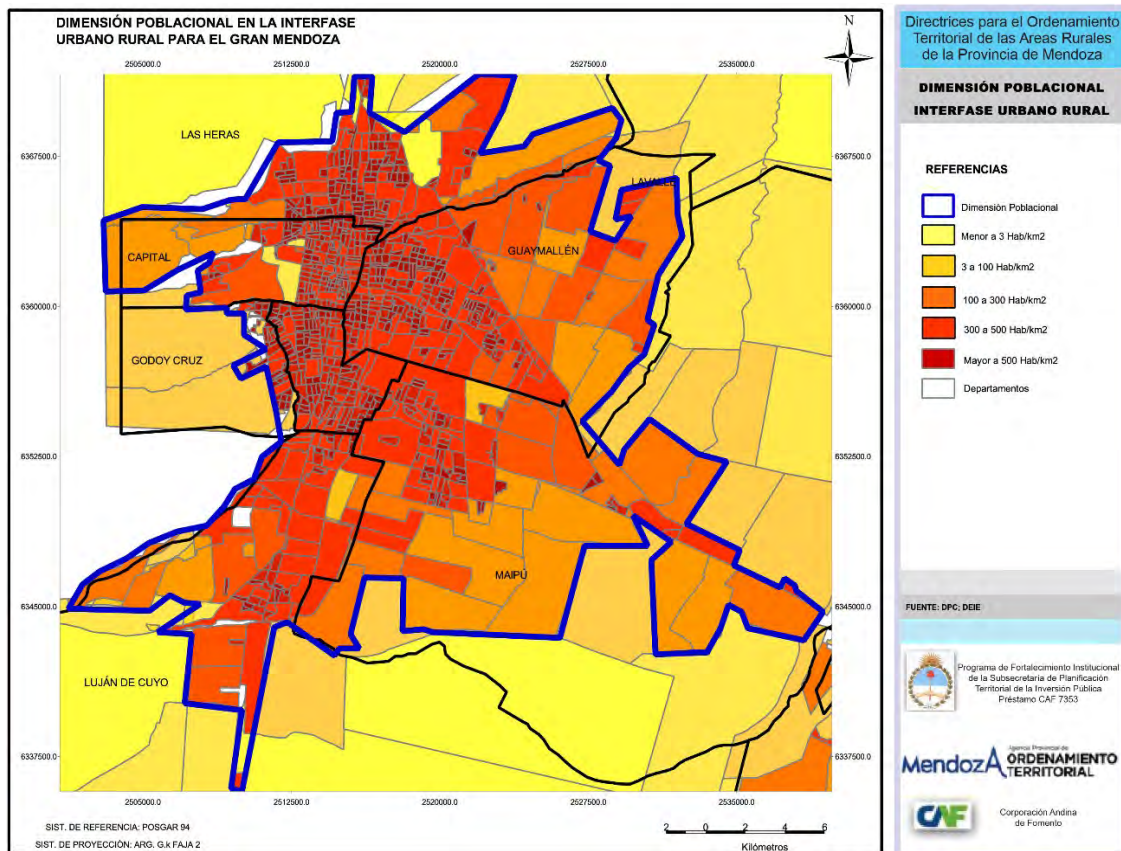 DIMENSIÓN POBLACIONAL EN LA INTERFASE
URBANO RURAL PARA EL GRAN MENDOZA
N
2505000.0 2512500.0 2520000.0 2527500.0 2535000.0
6367500.0 6367500.0
6360000.0 6360000.0
6352500.0 6352500.0
6345000.0 6345000.0
6337500.0 6337500.0
LAS HERAS
LAVALLE
GUAYMALLÉN
CAPITAL
GODOY CRUZ
MAIPÚ
LUJÁN DE CUYO
2505000.0 2512500.0 2520000.0 2527500.0 2535000.0
SIST. DE REFERENCIA: POSGAR 94
SIST. DE PROYECCIÓN: ARG. G.k FAJA 2
2 0 2 4 6
Kilómetros
Directrices para el Ordenamiento
Territorial de las Areas Rurales
de la Provincia de Mendoza
DIMENSIÓN POBLACIONAL
INTERFASE URBANO RURAL
REFERENCIAS
Dimensión Poblacional
Menor a 3 Hab/km2
3 a 100 Hab/km2
100 a 300 Hab/km2
300 a 500 Hab/km2
Mayor a 500 Hab/km2
Departamentos
FUENTE: DPC; DEIE
Programa de Fortalecimiento Institucional
de la Subsecretaria de Planificación
Territorial de la Inversión Pública
Préstamo CAF 7353
MendozA
Agencia Provincial de
ORDENAMIENTO
TERRITORIAL
CAF
Corporación Andina
de Fomento